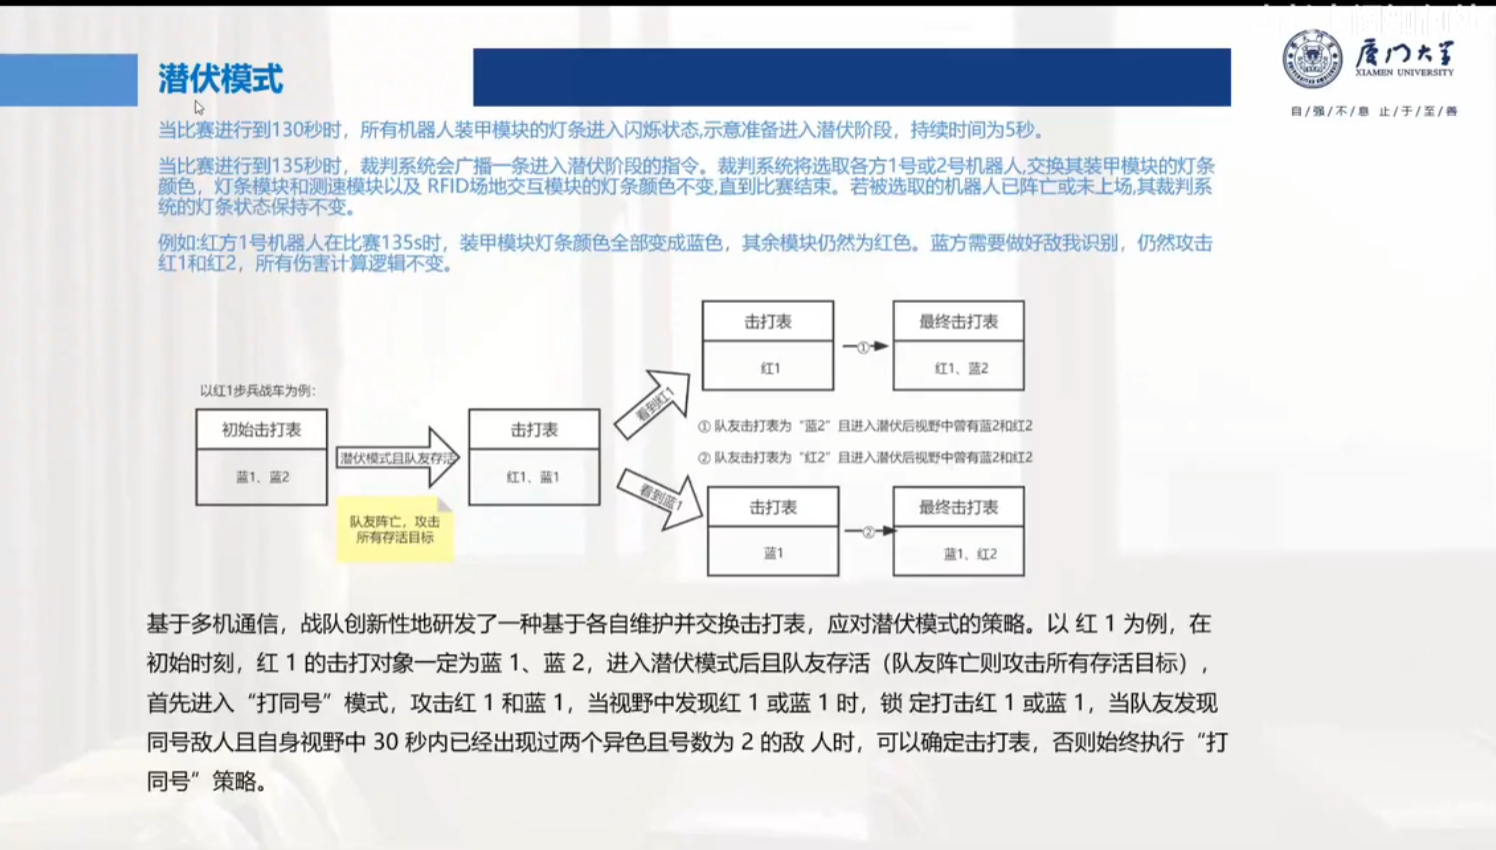 潜伏模式
厦门大学
XIAMEN UNIVERSITY
自/强/不/息 止/于/至/善
当比赛进行到130秒时，所有机器人装甲模块的灯条进入闪烁状态,示意准备进入潜伏阶段，持续时间为5秒。
当比赛进行到135秒时，裁判系统会广播一条进入潜伏阶段的指令。裁判系统将选取各方1号或2号机器人,交换其装甲模块的灯条
颜色，灯条模块和测速模块以及 RFID场地交互模块的灯条颜色不变,直到比赛结束。若被选取的机器人已阵亡或未上场,其裁判系
统的灯条状态保持不变。
例如:红方1号机器人在比赛135s时，装甲模块灯条颜色全部变成蓝色，其余模块仍然为红色。蓝方需要做好敌我识别，仍然攻击
红1和红2，所有伤害计算逻辑不变。
以红1步兵战车为例:
初始击打表
蓝1、蓝2
潜伏模式且队友存活
队友阵亡，攻击
所有存活目标
击打表
红1、蓝1
看到红1
击打表
红1
①
最终击打表
红1、蓝2
① 队友击打表为“蓝2”且进入潜伏后视野中曾有蓝2和红2
② 队友击打表为“红2”且进入潜伏后视野中曾有蓝2和红2
看到蓝1
击打表
蓝1
②
最终击打表
蓝1、红2
基于多机通信，战队创新性地研发了一种基于各自维护并交换击打表，应对潜伏模式的策略。以 红 1 为例，在
初始时刻，红 1 的击打对象一定为蓝 1、蓝 2，进入潜伏模式后且队友存活（队友阵亡则攻击所有存活目标），
首先进入“打同号”模式，攻击红 1 和蓝 1，当视野中发现红 1 或蓝 1 时，锁 定打击红 1 或蓝 1，当队友发现
同号敌人且自身视野中 30 秒内已经出现过两个异色且号数为 2 的敌 人时，可以确定击打表，否则始终执行“打
同号”策略。